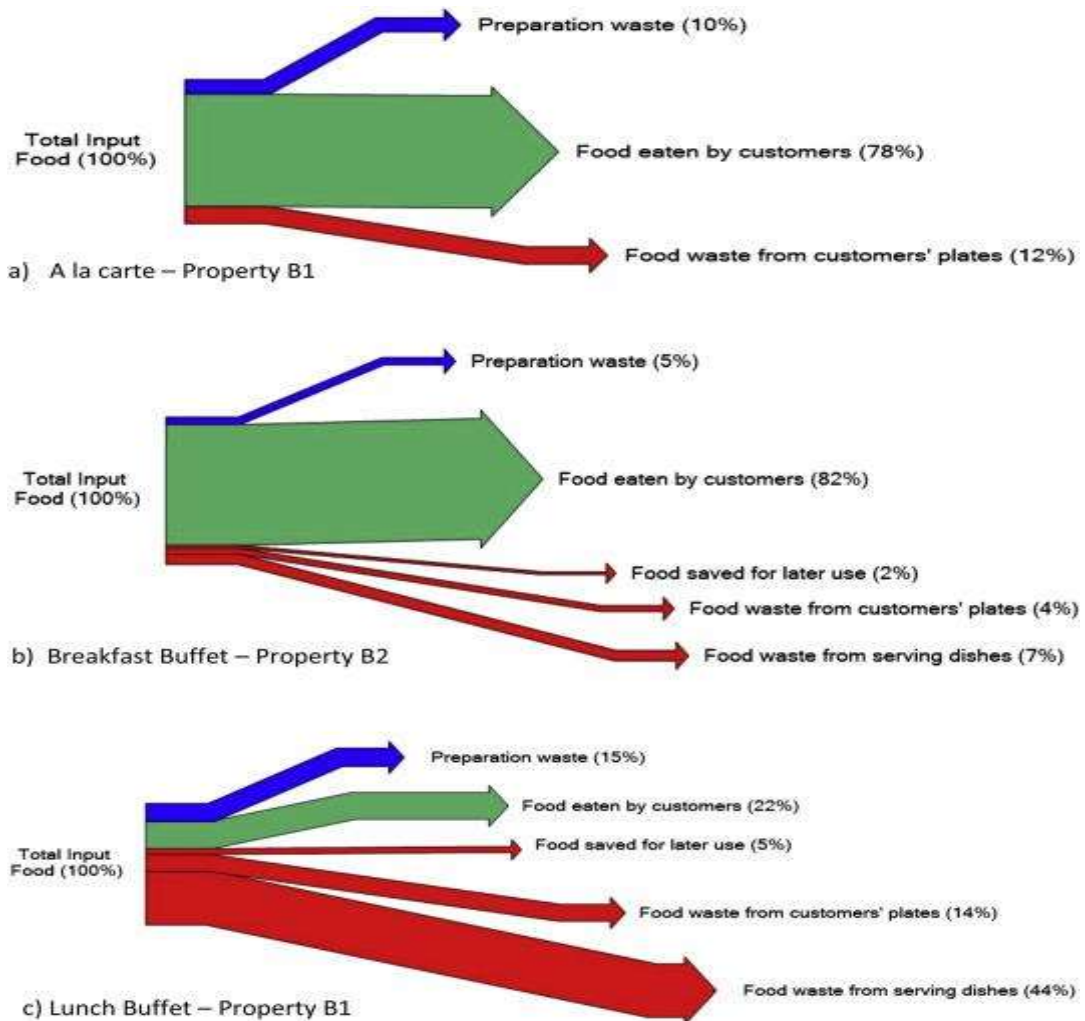 Preparation waste (10%)
Total Input
Food (100%)
Food eaten by customers (78%)
Food waste from customers' plates (12%)
a) A la carte – Property B1
Preparation waste (5%)
Total Input
Food (100%)
Food eaten by customers (82%)
Food saved for later use (2%)
Food waste from customers' plates (4%)
b) Breakfast Buffet – Property B2
Food waste from serving dishes (7%)
Preparation waste (15%)
Food eaten by customers (22%)
Food saved for later use (5%)
Total Input
Food (100%)
Food waste from customers' plates (14%)
Food waste from serving dishes (44%)
c) Lunch Buffet – Property B1